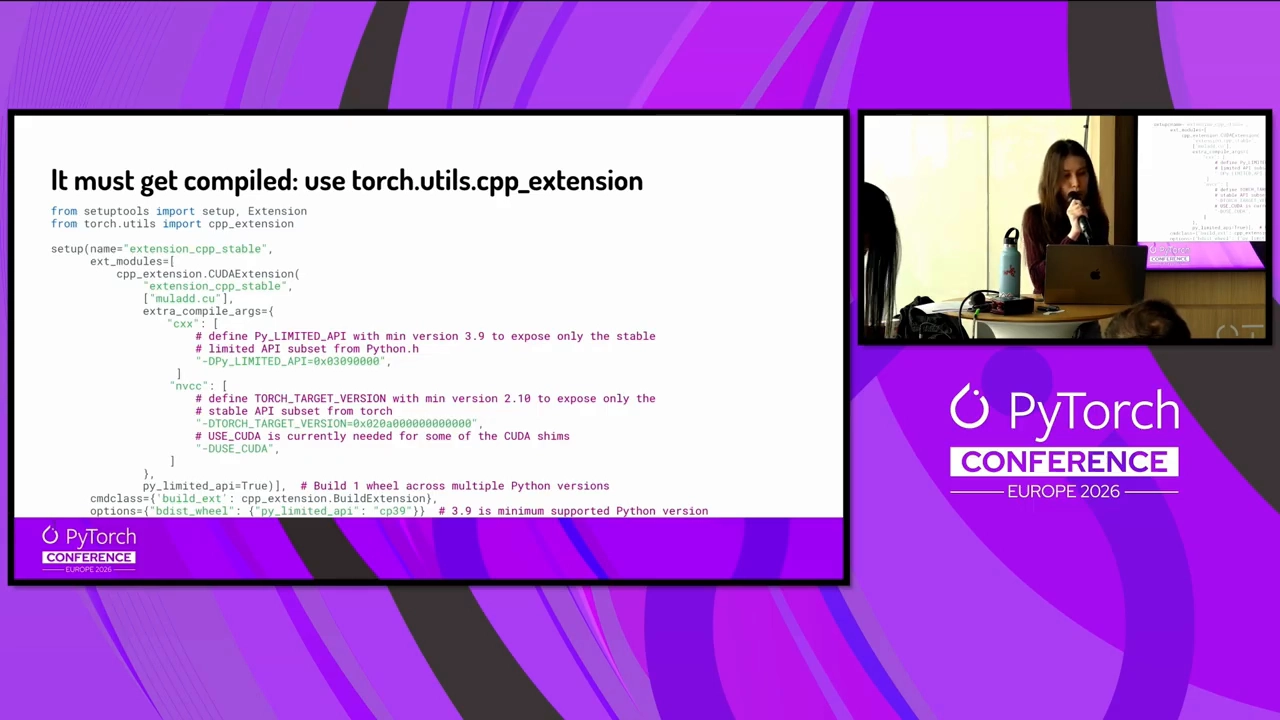 It must get compiled: use torch.utils.cpp_extension
from setuptools import setup, Extension
from torch.utils import cpp_extension
setup(name="extension_cpp_stable",
ext_modules=[
cpp_extension.CUDAExtension(
"extension_cpp_stable",
["muladd.cu"],
extra_compile_args={
"cxx": [
# define Py_LIMITED_API with min version 3.9 to expose only the stable
# limited API subset from Python.h
"-DPy_LIMITED_API=0x03090000",
]
"nvcc": [
# define TORCH_TARGET_VERSION with min version 2.10 to expose only the
# stable API subset from torch
"-DTORCH_TARGET_VERSION=0x020a000000000000",
# USE_CUDA is currently needed for some of the CUDA shims
"-DUSE_CUDA",
]
},
py_limited_api=True)], # Build 1 wheel across multiple Python versions
cmdclass={'build_ext': cpp_extension.BuildExtension},
options={"bdist_wheel": {"py_limited_api": "cp39"}} # 3.9 is minimum supported Python version
PyTorch
CONFERENCE
EUROPE 2026
PyTorch
CONFERENCE
PyTorch
CONFERENCE
EUROPE 2026